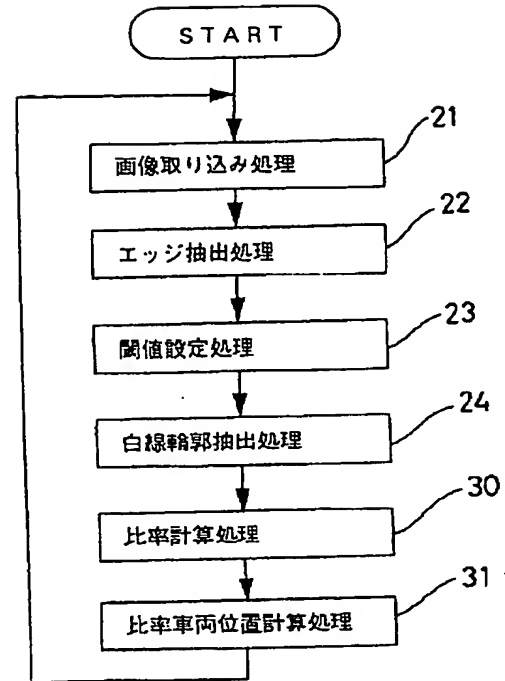 START
21
画像取り込み処理
22
エッジ抽出処理
23
閾値設定処理
24
白線輪郭抽出処理
30
比率計算処理
31
比率車両位置計算処理